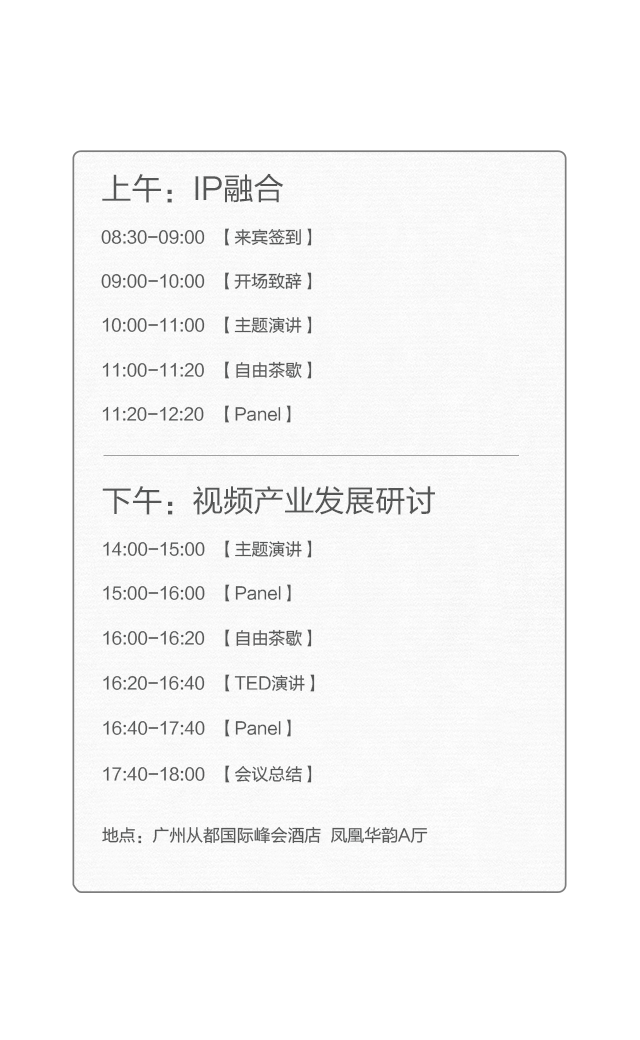 上午：IP融合
08:30-09:00 【来宾签到】
09:00-10:00 【开场致辞】
10:00-11:00 【主题演讲】
11:00-11:20 【自由茶歇】
11:20-12:20 【Panel】
下午：视频产业发展研讨
14:00-15:00 【主题演讲】
15:00-16:00 【Panel】
16:00-16:20 【自由茶歇】
16:20-16:40 【TED演讲】
16:40-17:40 【Panel】
17:40-18:00 【会议总结】
地点：广州从都国际峰会酒店 凤凰华韵A厅